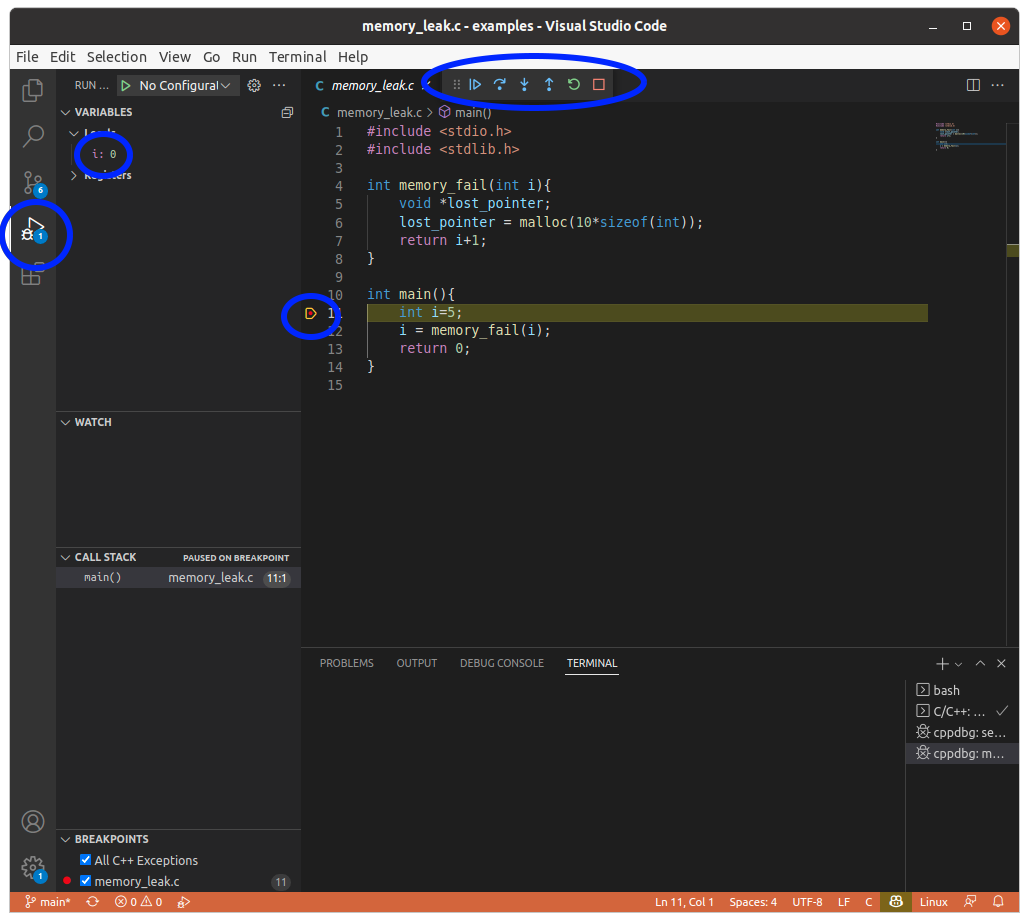 memory_leak.c - examples - Visual Studio Code
File Edit Selection View Go Run Terminal Help
RUN ... No Configural
memory_leak.c
VARIABLES
Locals
i: 0
Registers
6
1
WATCH
CALL STACK PAUSED ON BREAKPOINT
main() memory_leak.c 11:1
BREAKPOINTS
All C++ Exceptions
memory_leak.c 11
1
C memory_leak.c > main()
1 #include <stdio.h>
2 #include <stdlib.h>
3
4 int memory_fail(int i){
5 void *lost_pointer;
6 lost_pointer = malloc(10*sizeof(int));
7 return i+1;
8 }
9
10 int main(){
11 int i=5;
12 i = memory_fail(i);
13 return 0;
14 }
15
PROBLEMS OUTPUT DEBUG CONSOLE TERMINAL
bash
C/C++: ...
cppdbg: se...
cppdbg: m...
main* 0 0 Ln 11, Col 1 Spaces: 4 UTF-8 LF C Linux